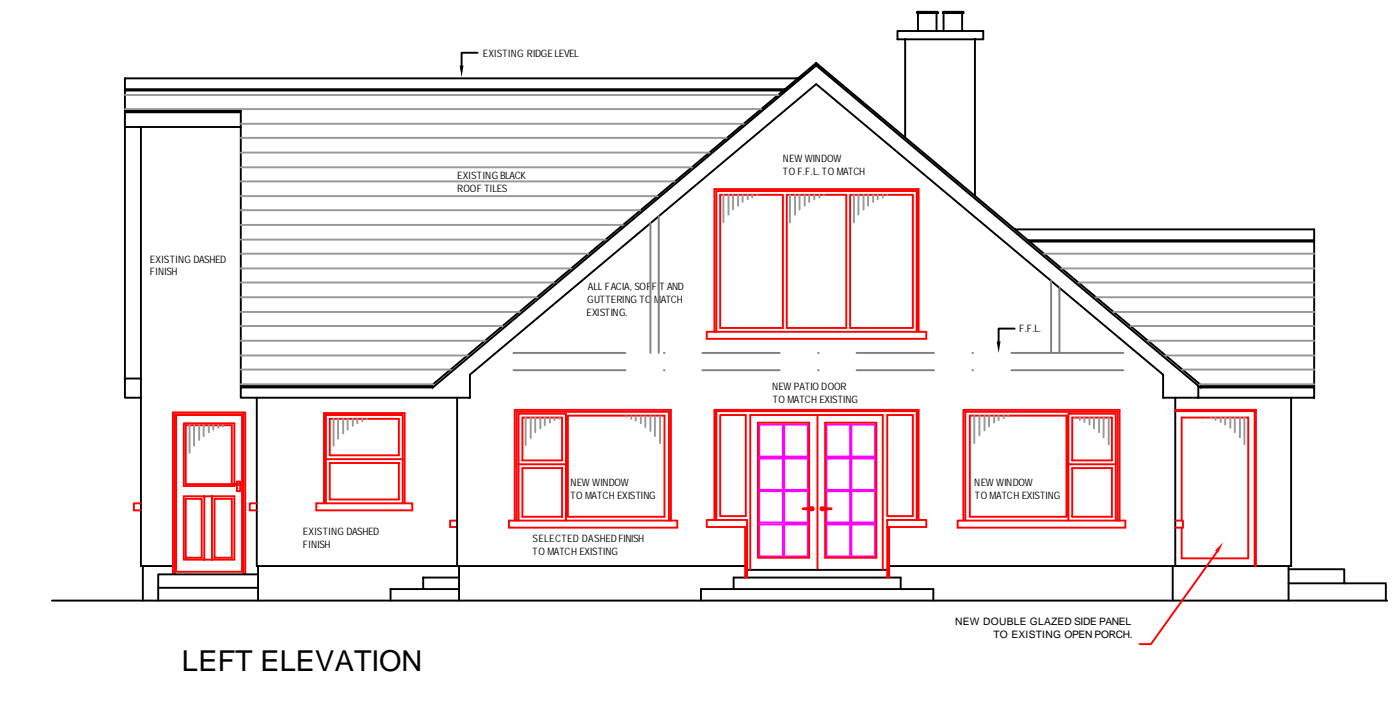 EXISTING RIDGE LEVEL
NEW WINDOW
TO F.F.L. TO MATCH
EXISTING BLACK
ROOF TILES
EXISTING DASHED
FINISH
ALL FACIA, SOFFIT AND
GUTTERING TO MATCH
EXISTING.
F.F.L.
NEW PATIO DOOR
TO MATCH EXISTING
NEW WINDOW
TO MATCH EXISTING
NEW WINDOW
TO MATCH EXISTING
EXISTING DASHED
FINISH
SELECTED DASHED FINISH
TO MATCH EXISTING
NEW DOUBLE GLAZED SIDE PANEL
TO EXISTING OPEN PORCH.
LEFT ELEVATION